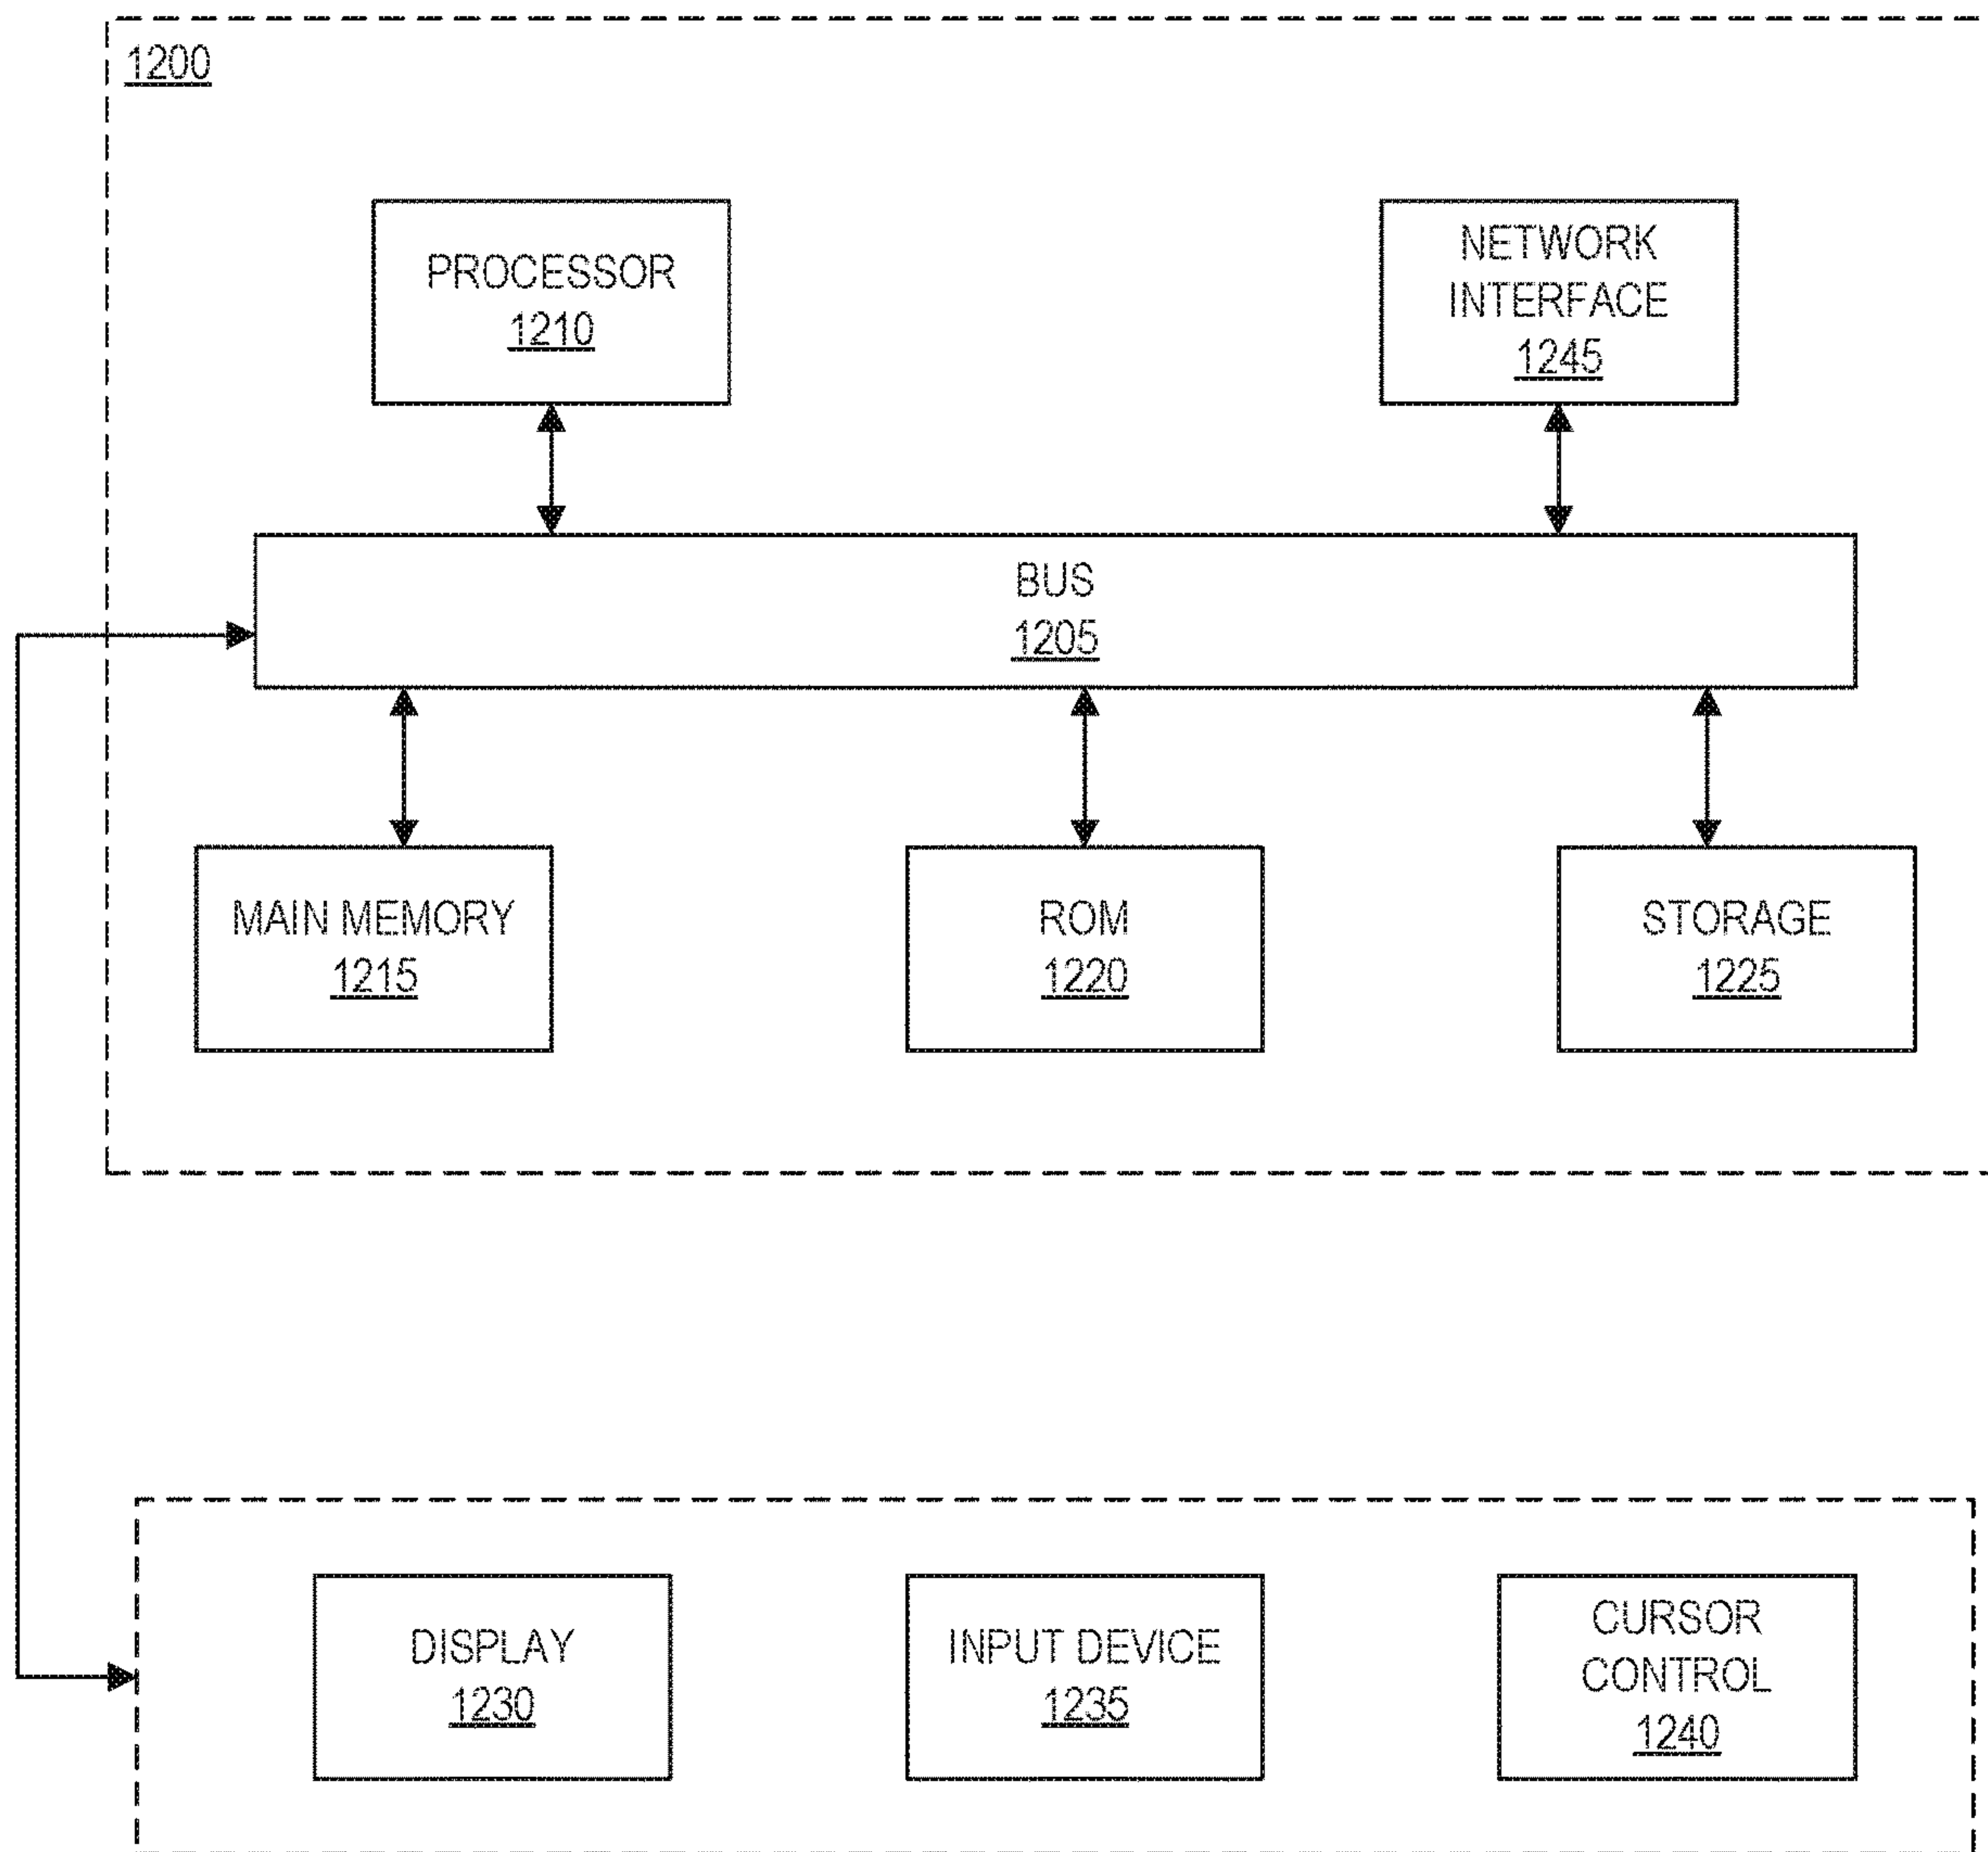 1200
PROCESSOR
1210
NETWORK
INTERFACE
1245
BUS
1205
MAIN MEMORY
1215
ROM
1220
STORAGE
1225
DISPLAY
1230
INPUT DEVICE
1235
CURSOR
CONTROL
1240